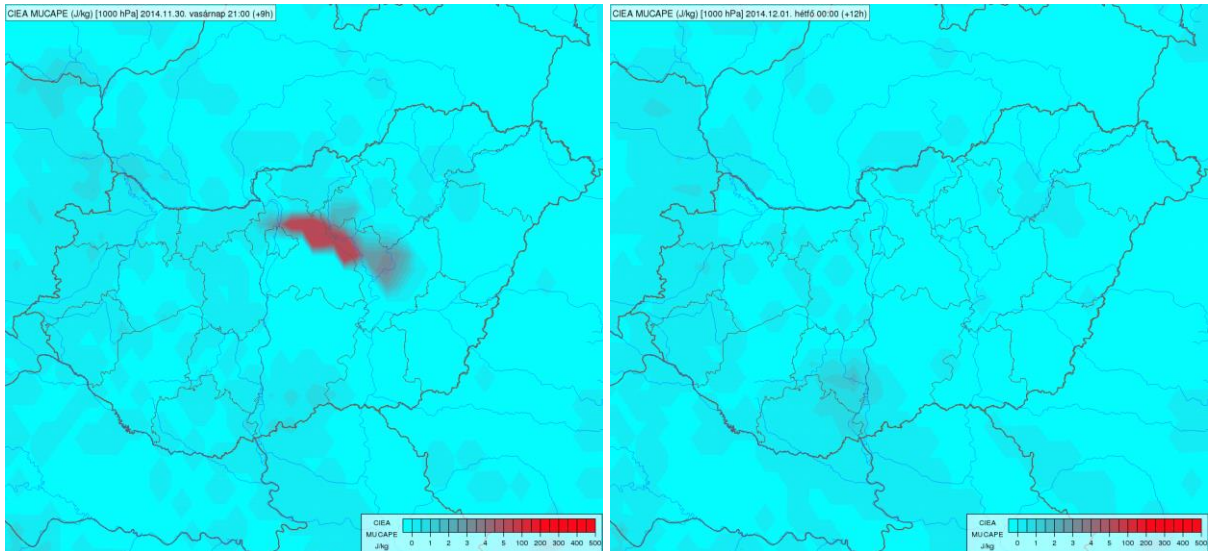 CIEA MUCAPE (J/kg) [1000 hPa] 2014.11.30. vasárnap 21:00 (+9h)
CIEA
MUCAPE
J/kg
0 1 2 3 4 5 100 200 300 400 500
CIEA MUCAPE (J/kg) [1000 hPa] 2014.12.01. hétfő 00:00 (+12h)
CIEA
MUCAPE
J/kg
0 1 2 3 4 5 100 200 300 400 500